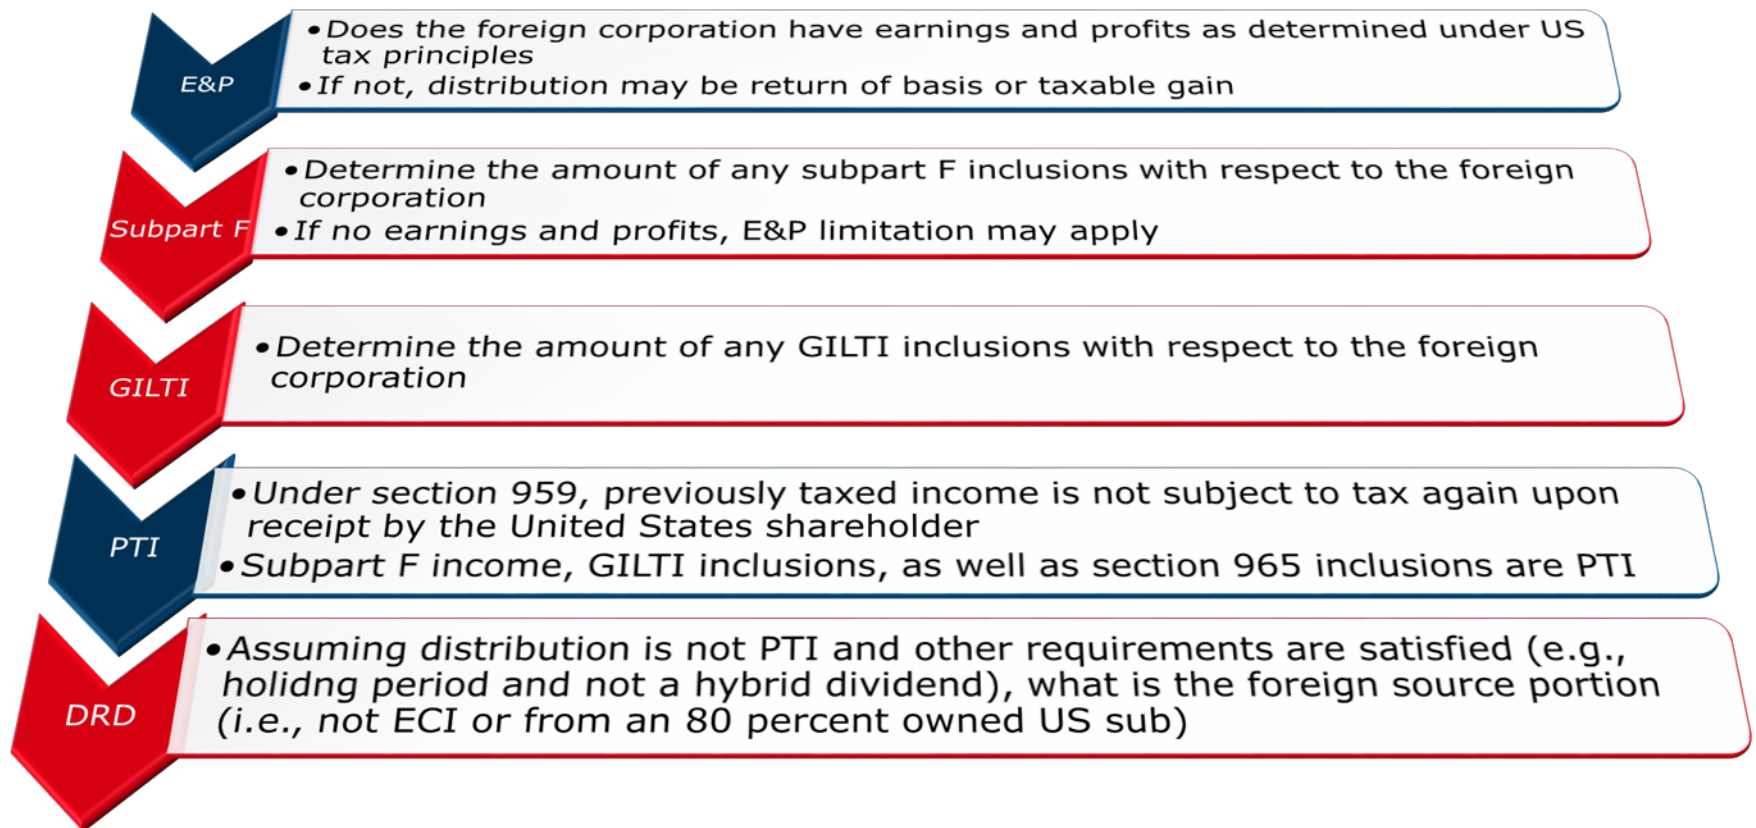 E&P
•Does the foreign corporation have earnings and profits as determined under US
tax principles
•If not, distribution may be return of basis or taxable gain
Subpart F
•Determine the amount of any subpart F inclusions with respect to the foreign
corporation
•If no earnings and profits, E&P limitation may apply
GILTI
•Determine the amount of any GILTI inclusions with respect to the foreign
corporation
PTI
•Under section 959, previously taxed income is not subject to tax again upon
receipt by the United States shareholder
•Subpart F income, GILTI inclusions, as well as section 965 inclusions are PTI
DRD
•Assuming distribution is not PTI and other requirements are satisfied (e.g.,
holidng period and not a hybrid dividend), what is the foreign source portion
(i.e., not ECI or from an 80 percent owned US sub)